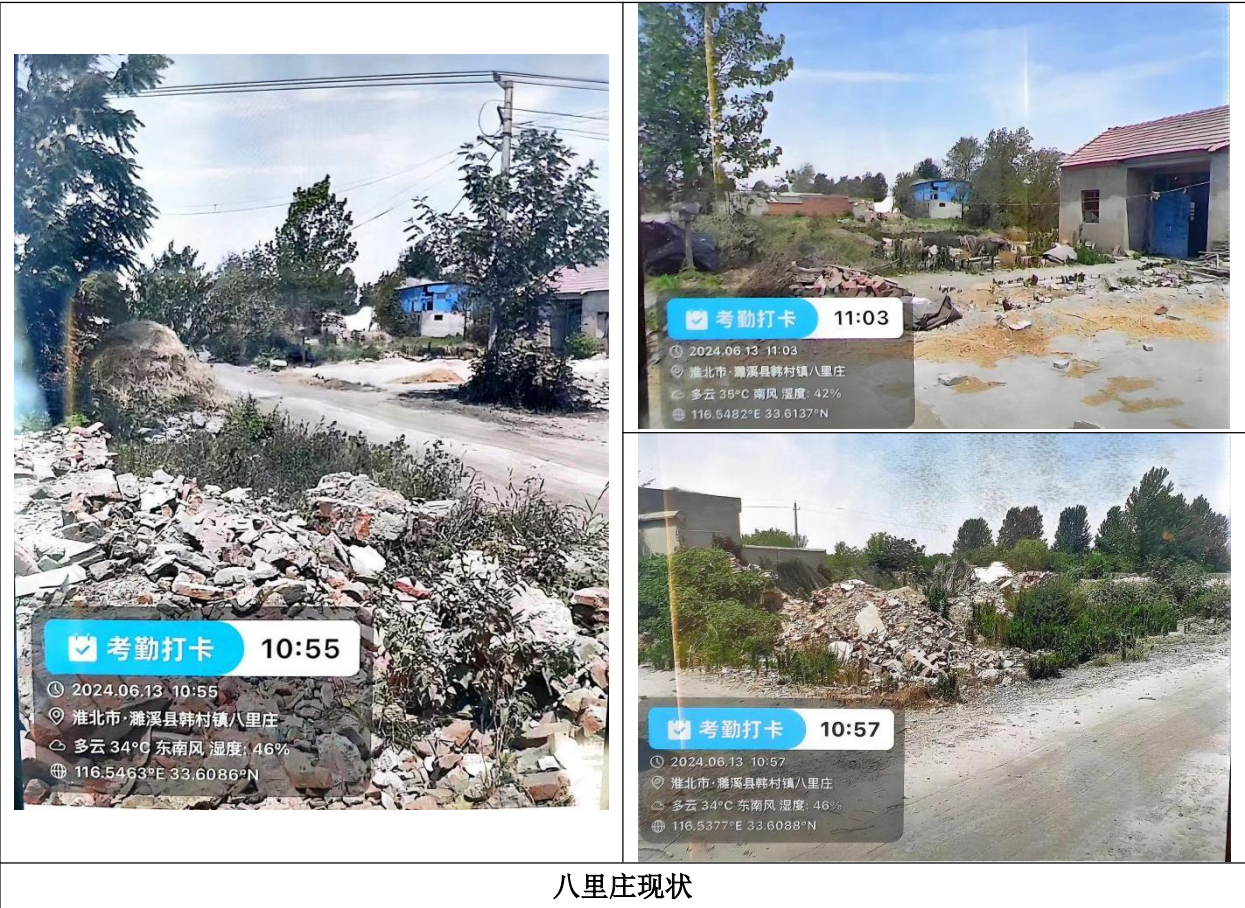 考勤打卡 10:55
2024.06.13 10:55
淮北市·濉溪县韩村镇八里庄
多云 34°C 东南风 湿度: 46%
116.5463°E 33.6086°N
考勤打卡 11:03
2024.06.13 11:03
淮北市·濉溪县韩村镇八里庄
多云 35°C 南风 湿度: 42%
116.5482°E 33.6137°N
考勤打卡 10:57
2024.06.13 10:57
淮北市·濉溪县韩村镇八里庄
多云 34°C 东南风 湿度: 46%
116.5377°E 33.6088°N
八里庄现状